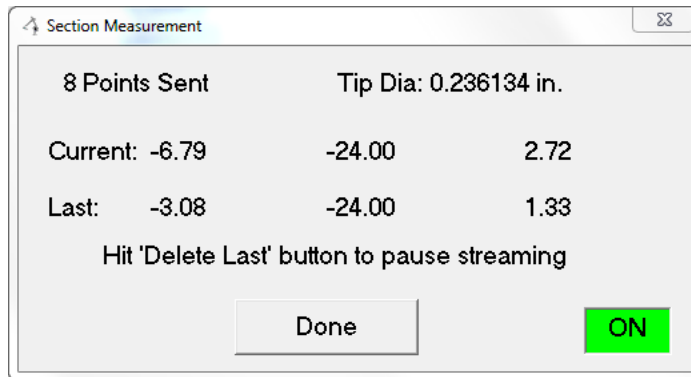 Section Measurement
8 Points Sent Tip Dia: 0.236134 in.
Current: -6.79 -24.00 2.72
Last: -3.08 -24.00 1.33
Hit 'Delete Last' button to pause streaming
Done ON